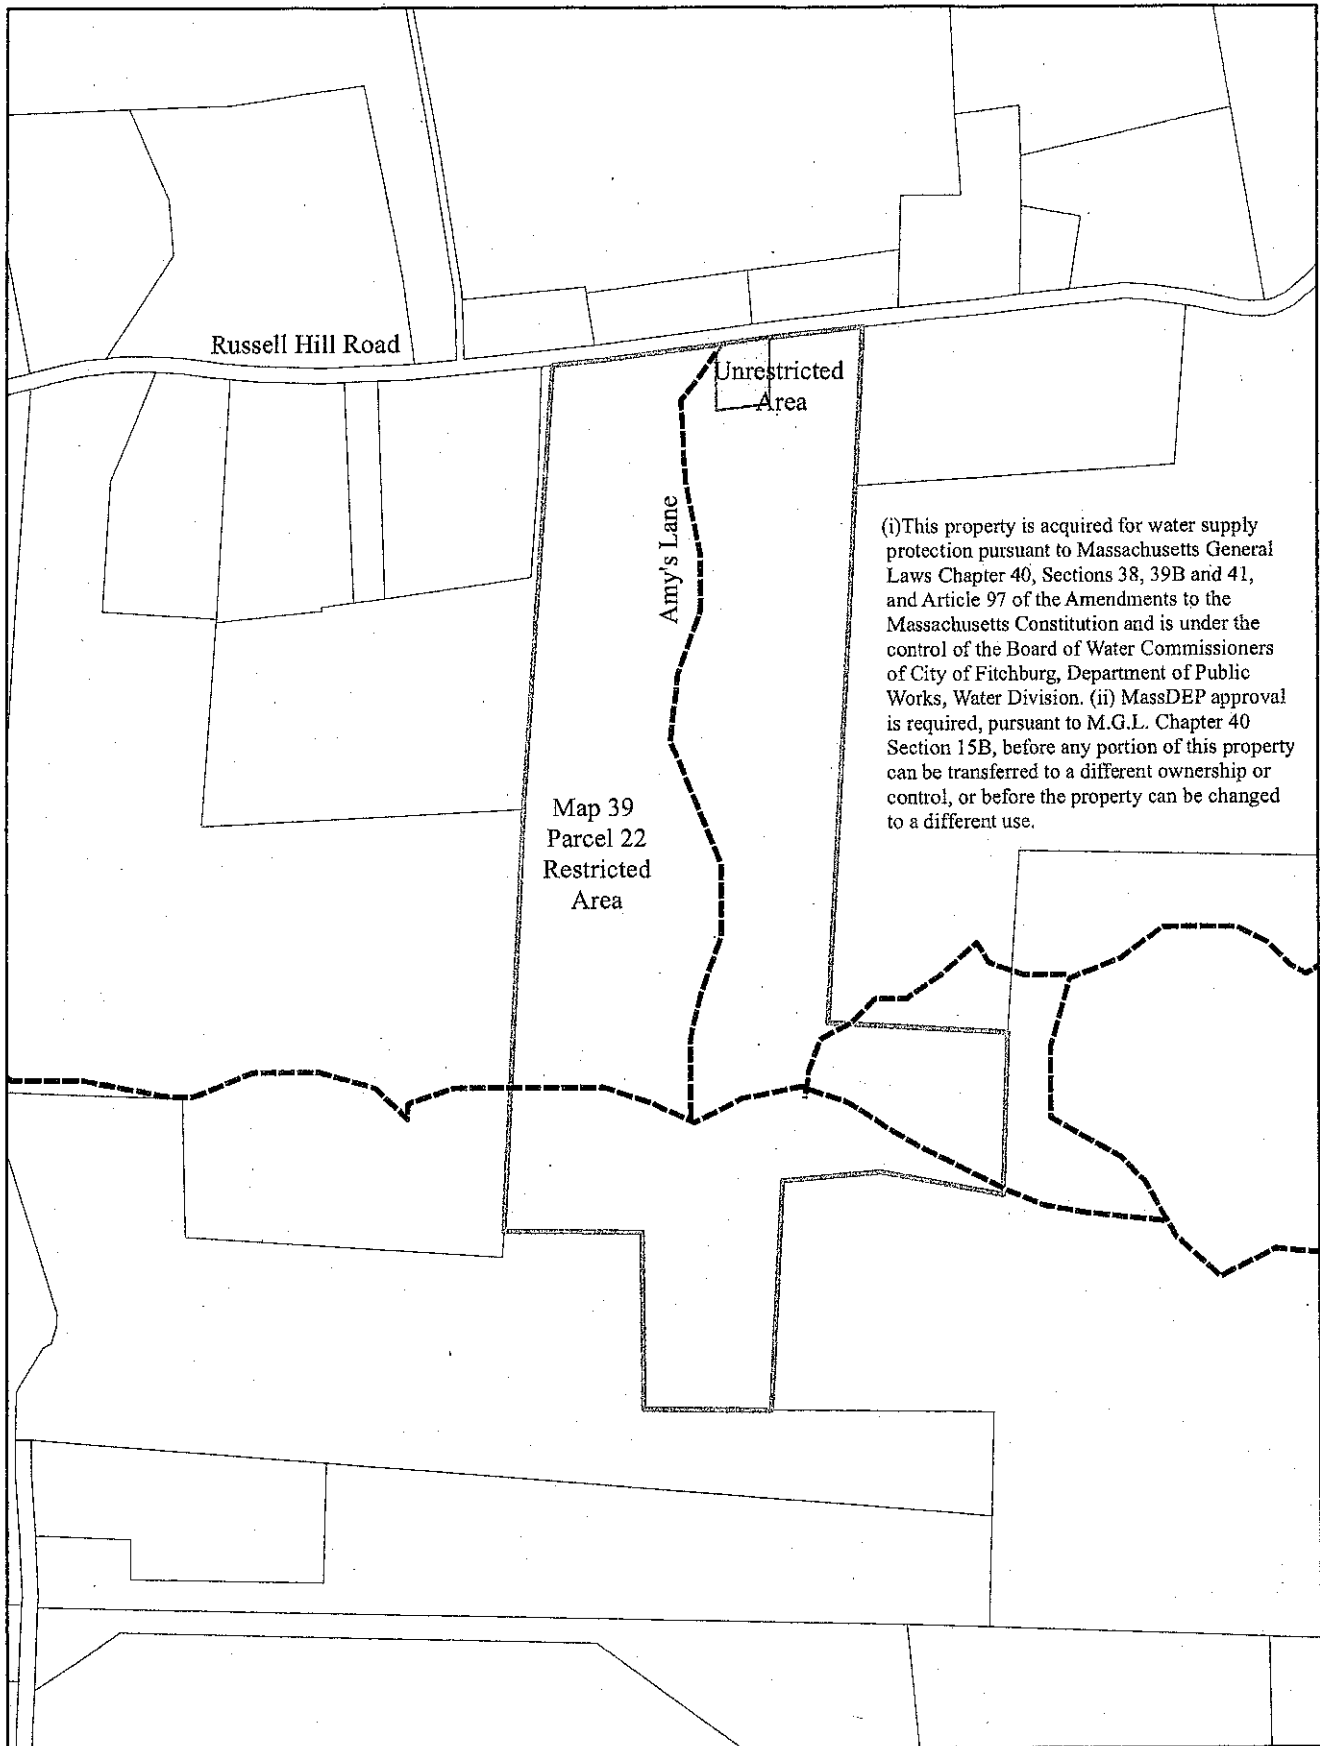 Russell Hill Road
Unrestricted
Area
Amy's Lane
(i)This property is acquired for water supply
protection pursuant to Massachusetts General
Laws Chapter 40, Sections 38, 39B and 41,
and Article 97 of the Amendments to the
Massachusetts Constitution and is under the
control of the Board of Water Commissioners
of City of Fitchburg, Department of Public
Works, Water Division. (ii) MassDEP approval
is required, pursuant to M.G.L. Chapter 40
Section 15B, before any portion of this property
can be transferred to a different ownership or
control, or before the property can be changed
to a different use.
Map 39
Parcel 22
Restricted
Area